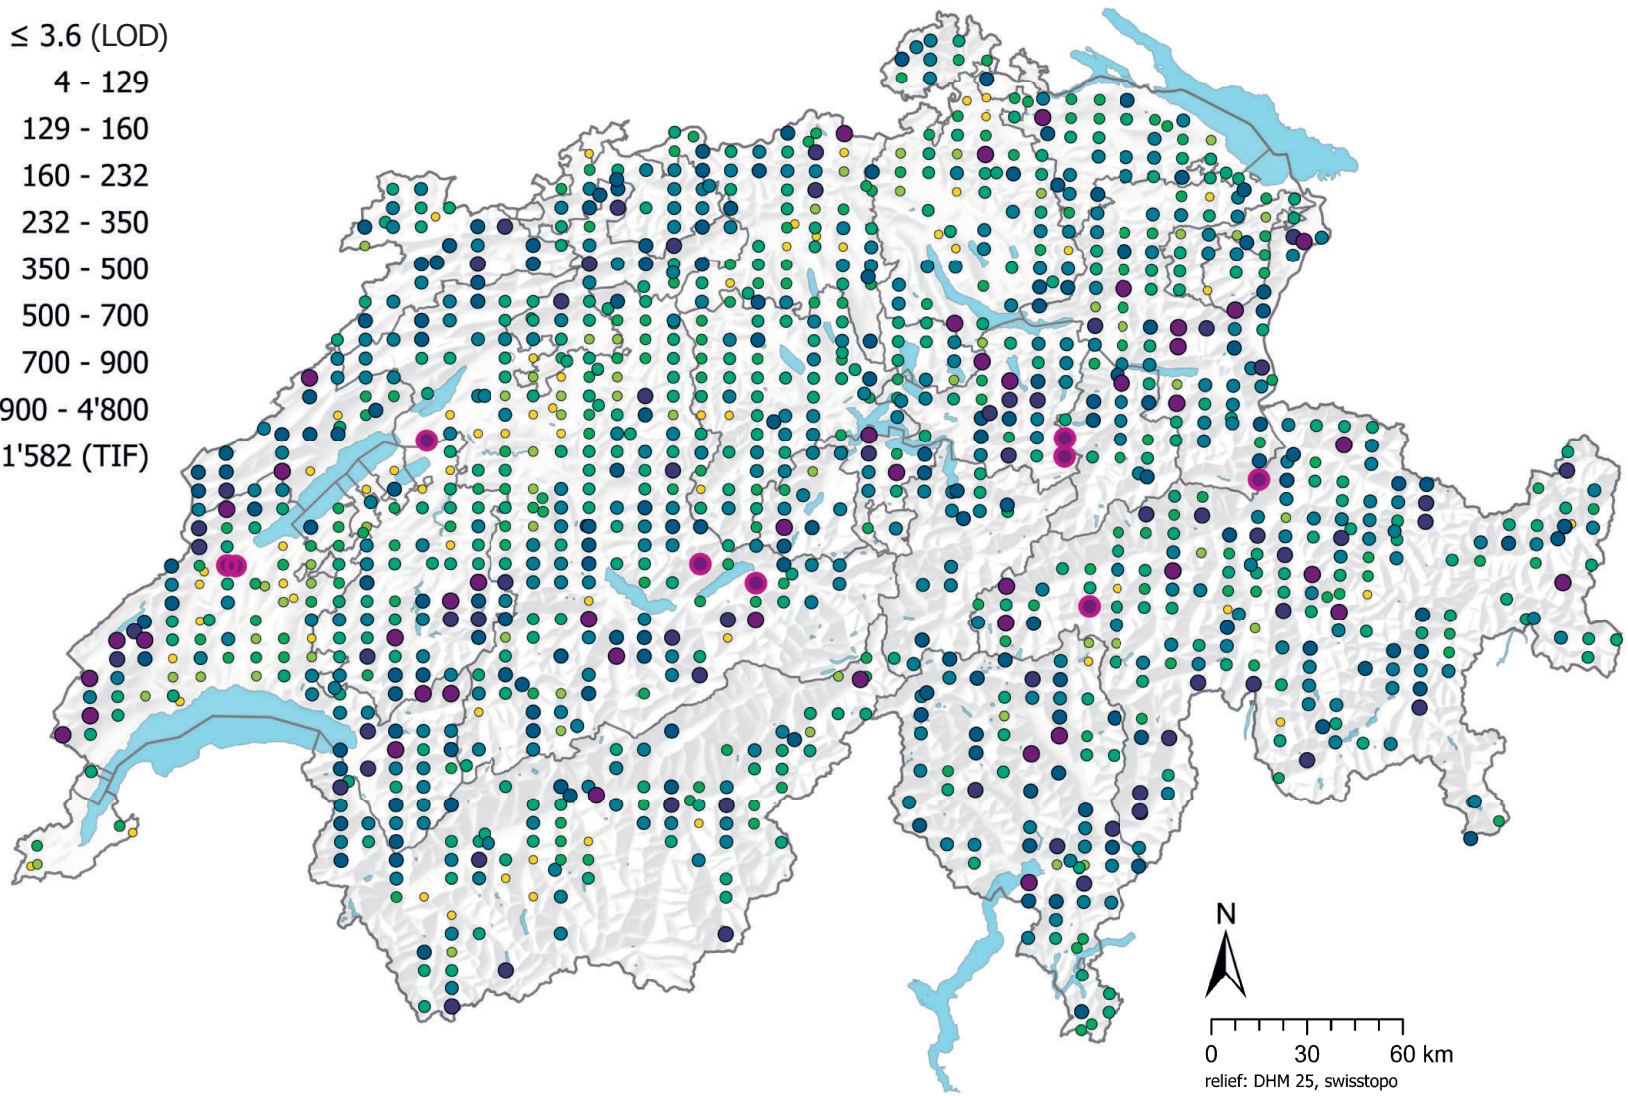 ≤ 3.6 (LOD)
4 - 129
129 - 160
160 - 232
232 - 350
350 - 500
500 - 700
700 - 900
900 - 4'800
1'582 (TIF)
N
0 30 60 km
relief: DHM 25, swisstopo